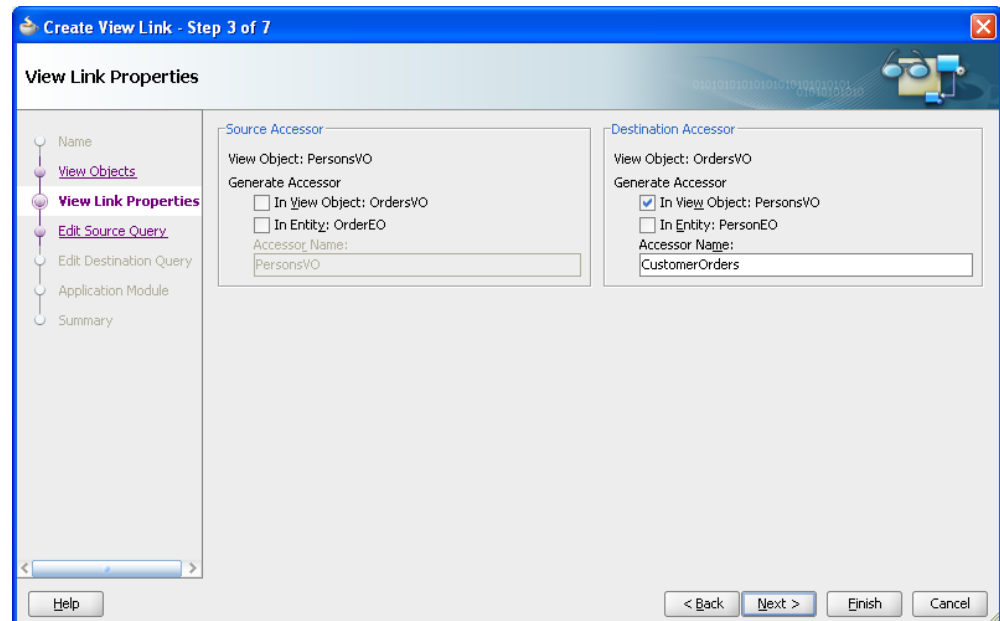 Create View Link - Step 3 of 7
View Link Properties
Name
View Objects
View Link Properties
Edit Source Query
Edit Destination Query
Application Module
Summary
Source Accessor
View Object: PersonsVO
Generate Accessor
In View Object: OrdersVO
In Entity: OrderEO
Accessor Name:
PersonsVO
Destination Accessor
View Object: OrdersVO
Generate Accessor
In View Object: PersonsVO
In Entity: PersonEO
Accessor Name:
CustomerOrders
Help
< Back
Next >
Finish
Cancel